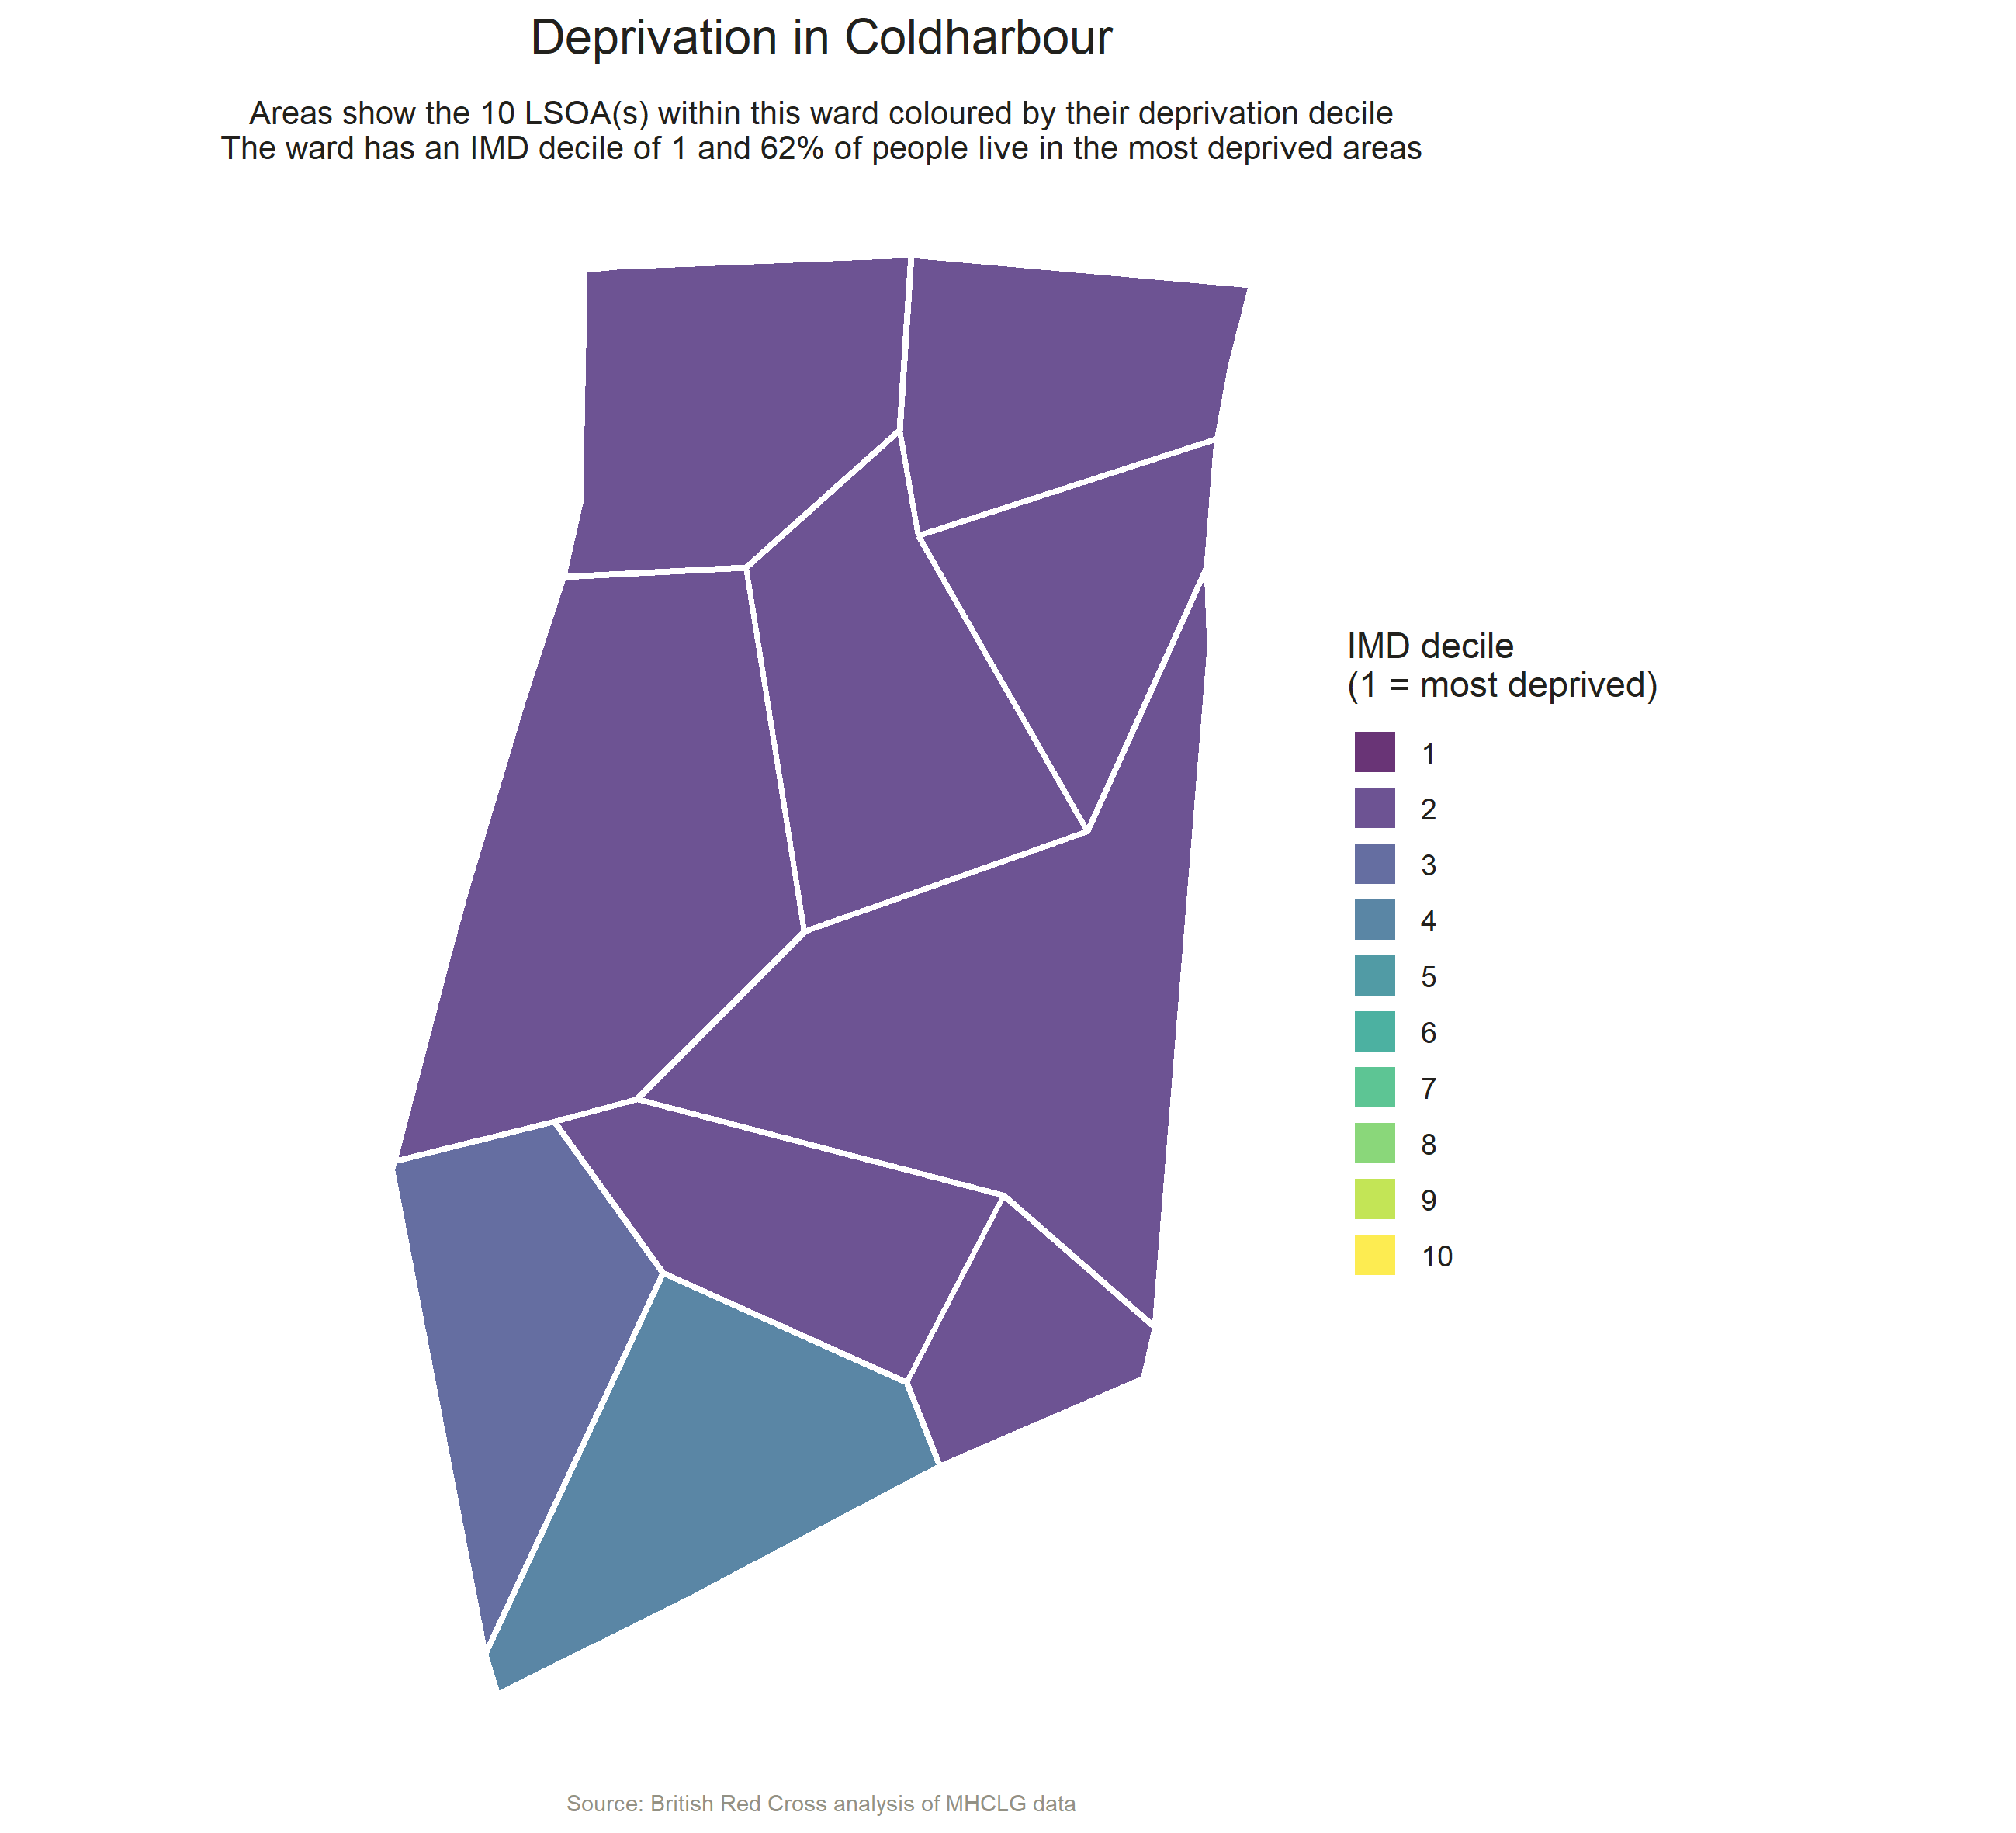 Deprivation in Coldharbour
Areas show the 10 LSOA(s) within this ward coloured by their deprivation decile
The ward has an IMD decile of 1 and 62% of people live in the most deprived areas
IMD decile
(1 = most deprived)
1
2
3
4
5
6
7
8
9
10
Source: British Red Cross analysis of MHCLG data